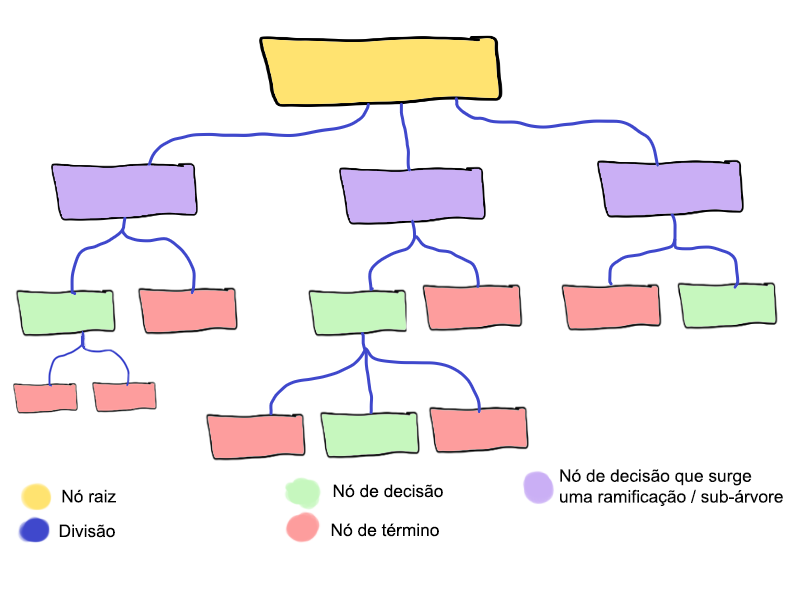 Nó raiz
Divisão
Nó de decisão
Nó de término
Nó de decisão que surge
uma ramificação / sub-árvore